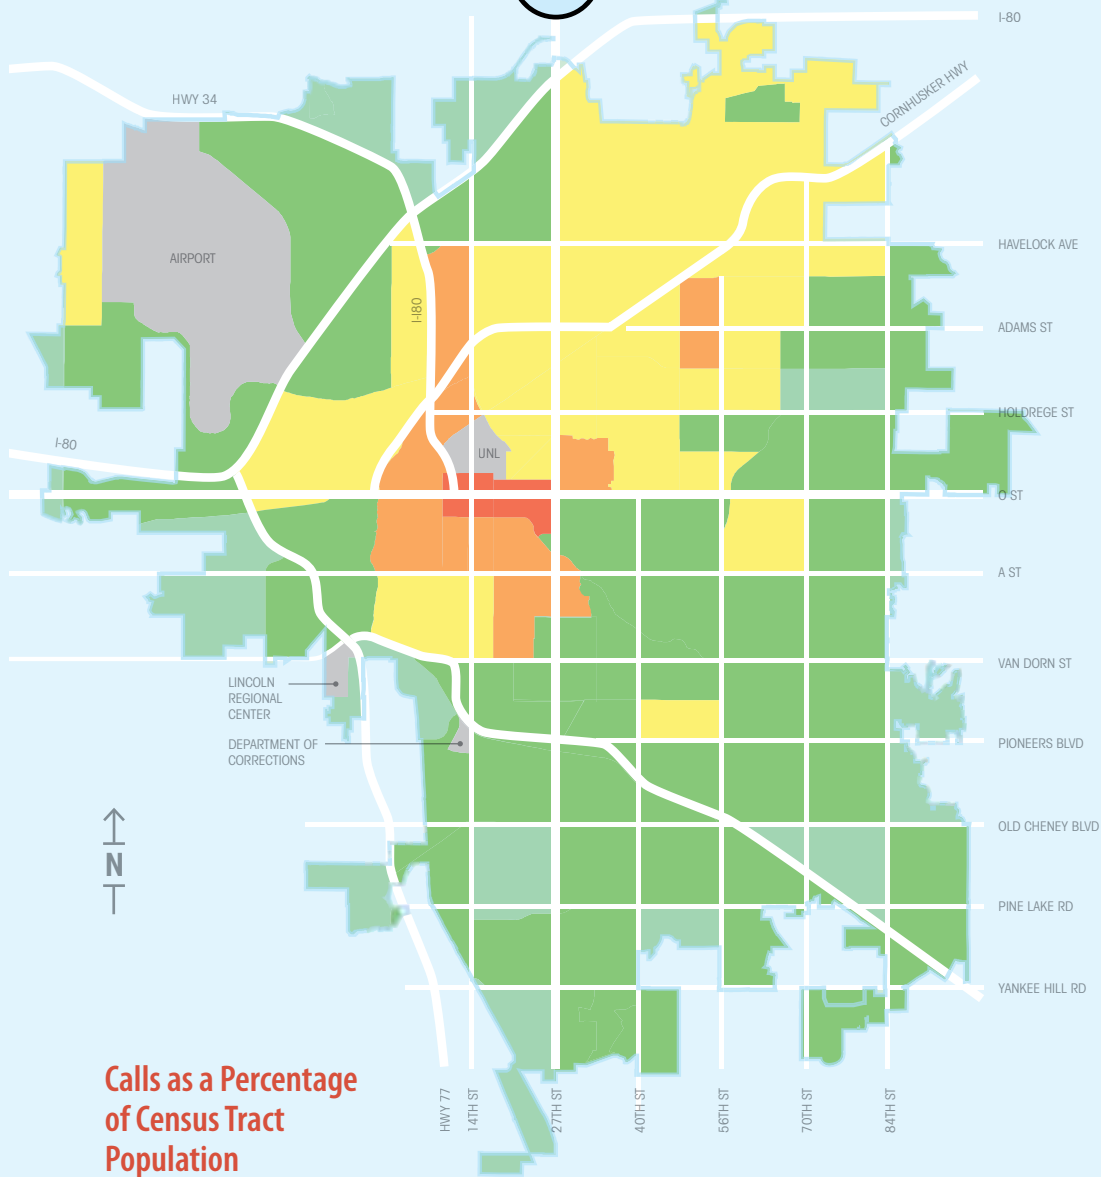 I-80
CORNHUSKER HWY
HWY 34
HAVELOCK AVE
AIRPORT
I-180
ADAMS ST
HOLDREGE ST
I-80
UNL
O ST
A ST
VAN DORN ST
LINCOLN
REGIONAL
CENTER
DEPARTMENT OF
CORRECTIONS
PIONEERS BLVD
OLD CHENEY BLVD
N
PINE LAKE RD
YANKEE HILL RD
HWY 77
14TH ST
27TH ST
40TH ST
56TH ST
70TH ST
84TH ST
Calls as a Percentage
of Census Tract
Population